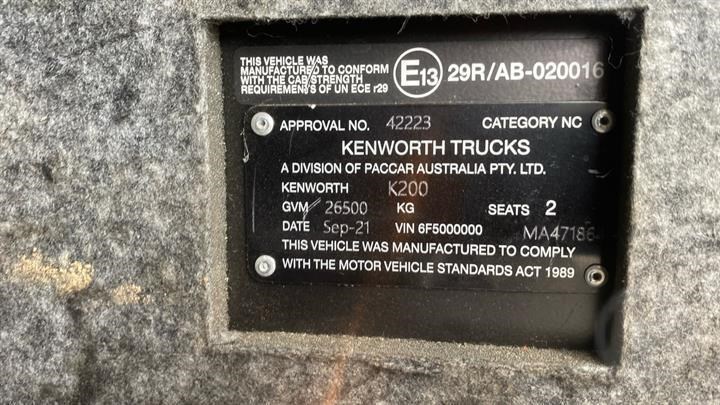 THIS VEHICLE WAS
MANUFACTURED TO CONFORM
WITH THE CAB STRENGTH
REQUIREMENTS OF UN ECE r29
E13 29R/AB-020016
APPROVAL NO. 42223 CATEGORY NC
KENWORTH TRUCKS
A DIVISION OF PACCAR AUSTRALIA PTY. LTD.
KENWORTH K200
GVM 26500 KG SEATS 2
DATE Sep-21 VIN 6F5000000 MA47186
THIS VEHICLE WAS MANUFACTURED TO COMPLY
WITH THE MOTOR VEHICLE STANDARDS ACT 1989